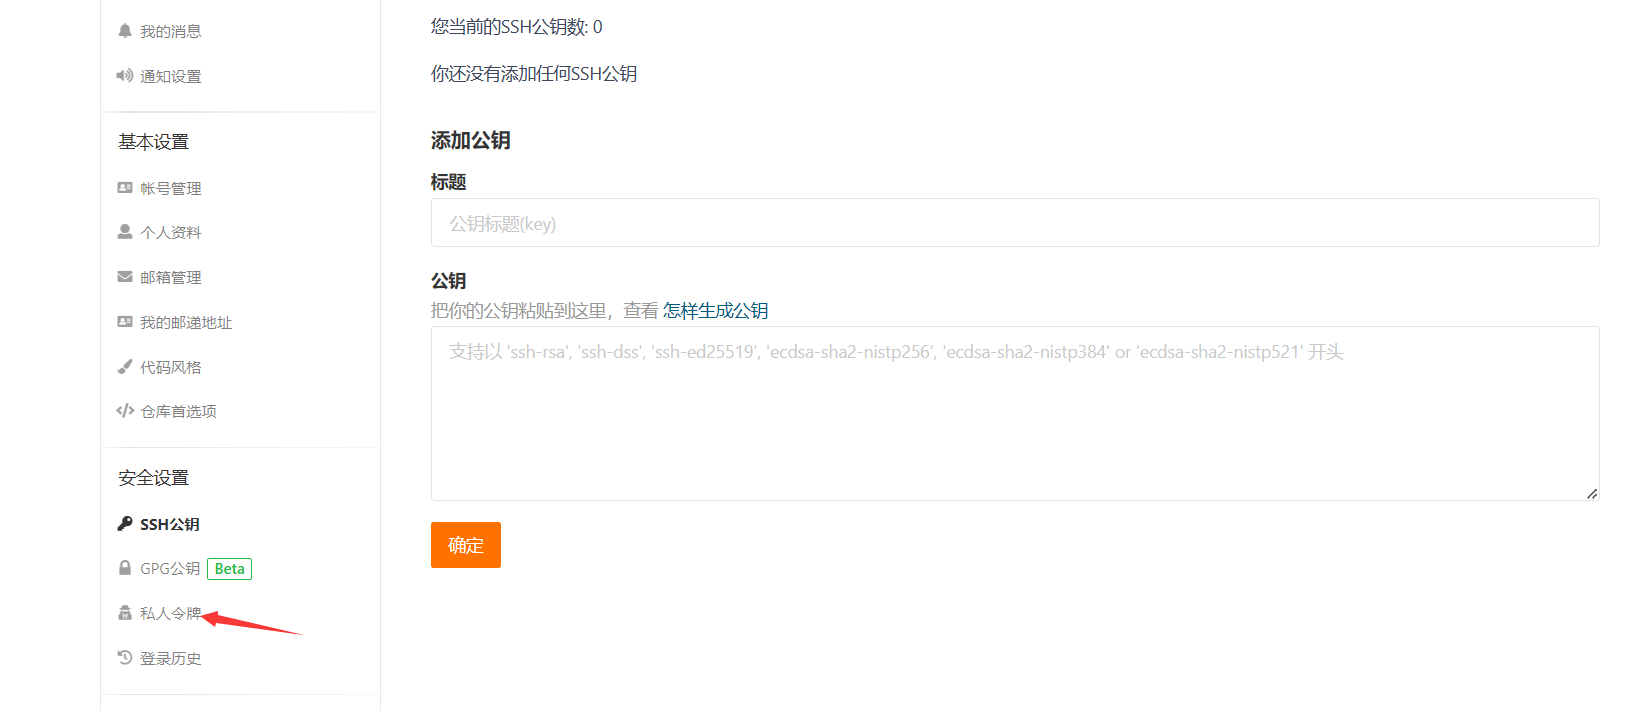 我的消息
通知设置
基本设置
帐号管理
个人资料
邮箱管理
我的邮递地址
代码风格
仓库首选项
安全设置
SSH公钥
GPG公钥 Beta
私人令牌
登录历史
您当前的SSH公钥数: 0
你还没有添加任何SSH公钥
添加公钥
标题
公钥标题(key)
公钥
把你的公钥粘贴到这里，查看 怎样生成公钥
支持以 'ssh-rsa', 'ssh-dss', 'ssh-ed25519', 'ecdsa-sha2-nistp256', 'ecdsa-sha2-nistp384' or 'ecdsa-sha2-nistp521' 开头
确定